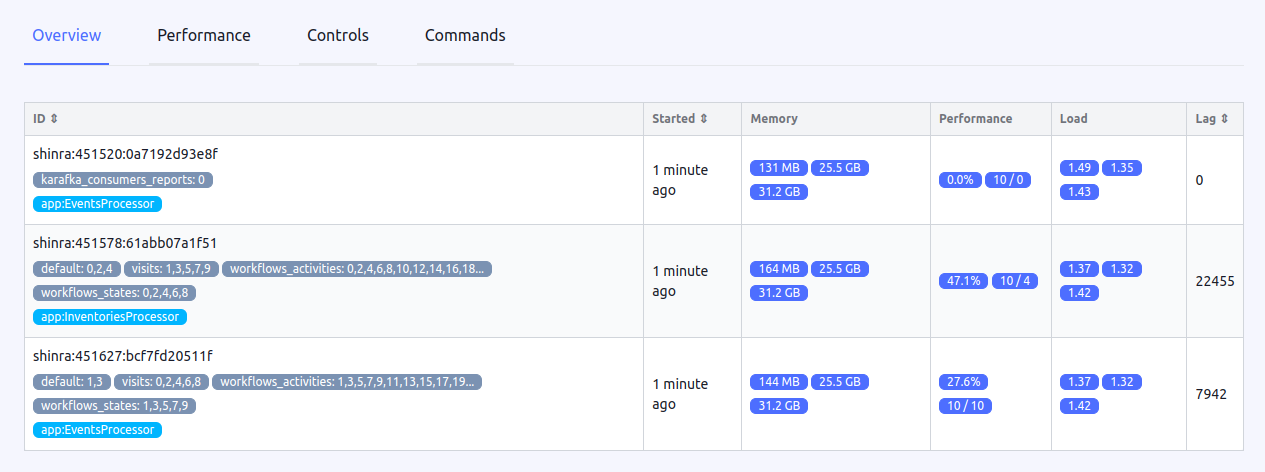 Overview Performance Controls Commands
ID ⇕ Started ⇕ Memory Performance Load Lag ⇕
shinra:451520:0a7192d93e8f
karafka_consumers_reports: 0
app:EventsProcessor
1 minute
ago
131 MB 25.5 GB
31.2 GB
0.0% 10 / 0
1.49 1.35
1.43
0
shinra:451578:61abb07a1f51
default: 0,2,4 visits: 1,3,5,7,9 workflows_activities: 0,2,4,6,8,10,12,14,16,18...
workflows_states: 0,2,4,6,8
app:InventoriesProcessor
1 minute
ago
164 MB 25.5 GB
31.2 GB
47.1% 10 / 4
1.37 1.32
1.42
22455
shinra:451627:bcf7fd20511f
default: 1,3 visits: 0,2,4,6,8 workflows_activities: 1,3,5,7,9,11,13,15,17,19...
workflows_states: 1,3,5,7,9
app:EventsProcessor
1 minute
ago
144 MB 25.5 GB
31.2 GB
27.6%
10 / 10
1.37 1.32
1.42
7942